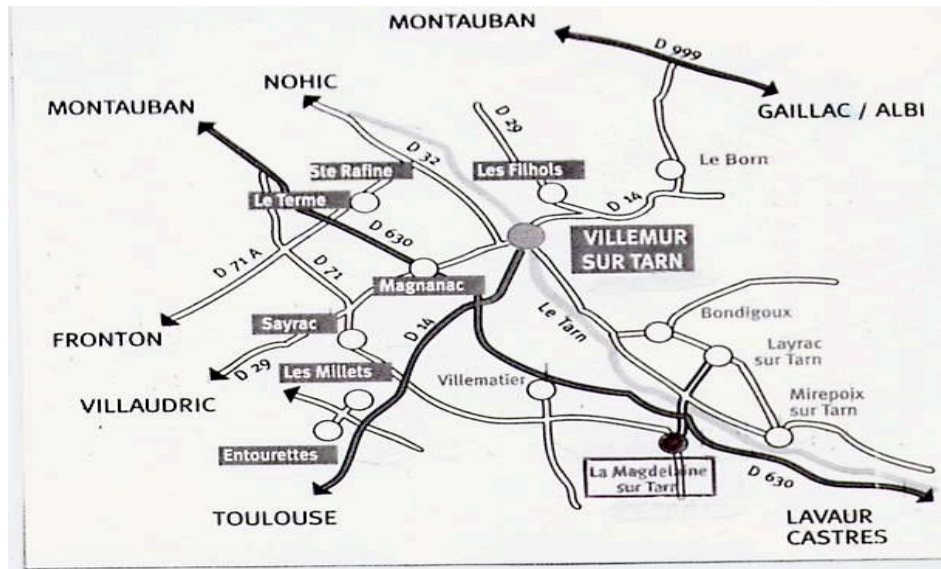 MONTAUBAN
D 999
NOHIC
GAILLAC / ALBI
MONTAUBAN
D 29
D 32
Ste Rafine
Les Filhols
Le Born
Le Terme
D 14
D 630
VILLEMUR
SUR TARN
D 71 A
D 71
Magnanac
Le Tarn
Bondigoux
Sayrac
D 14
FRONTON
Layrac
sur Tarn
D 29
Les Millets
Villematier
Mirepoix
sur Tarn
VILLAUDRIC
Entourettes
La Magdelaine
sur Tarn
D 630
TOULOUSE
LAVAUR
CASTRES